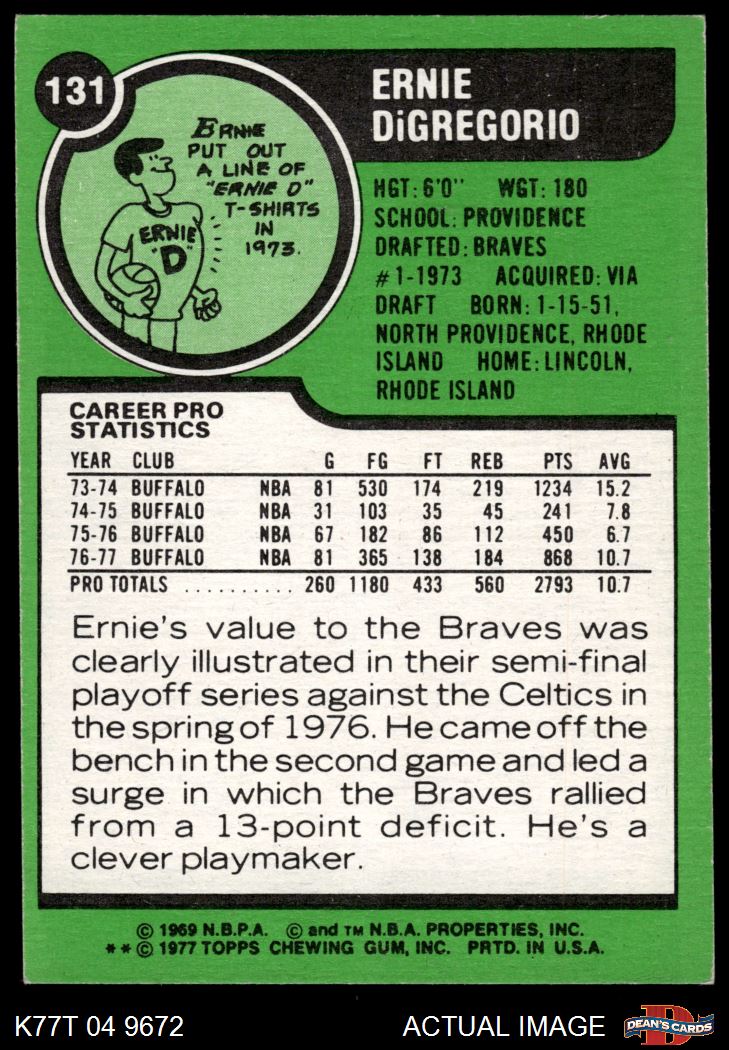 131
ERNIE
DiGREGORIO
ERNIE
PUT OUT
A LINE OF
"ERNIE D"
T-SHIRTS
IN
1973.
ERNIE
"D"
HGT: 6'0" WGT: 180
SCHOOL: PROVIDENCE
DRAFTED: BRAVES
#1-1973 ACQUIRED: VIA
DRAFT BORN: 1-15-51,
NORTH PROVIDENCE, RHODE
ISLAND HOME: LINCOLN,
RHODE ISLAND
CAREER PRO
STATISTICS
YEAR CLUB G FG FT REB PTS AVG
73-74 BUFFALO NBA 81 530 174 219 1234 15.2
74-75 BUFFALO NBA 31 103 35 45 241 7.8
75-76 BUFFALO NBA 67 182 86 112 450 6.7
76-77 BUFFALO NBA 81 365 138 184 868 10.7
PRO TOTALS .......... 260 1180 433 560 2793 10.7
Ernie's value to the Braves was
clearly illustrated in their semi-final
playoff series against the Celtics in
the spring of 1976. He came off the
bench in the second game and led a
surge in which the Braves rallied
from a 13-point deficit. He's a
clever playmaker.
© 1969 N.B.P.A. © and TM N.B.A. PROPERTIES, INC.
**© 1977 TOPPS CHEWING GUM, INC. PRTD. IN U.S.A.
K77T 04 9672 ACTUAL IMAGE D DEAN'S CARDS